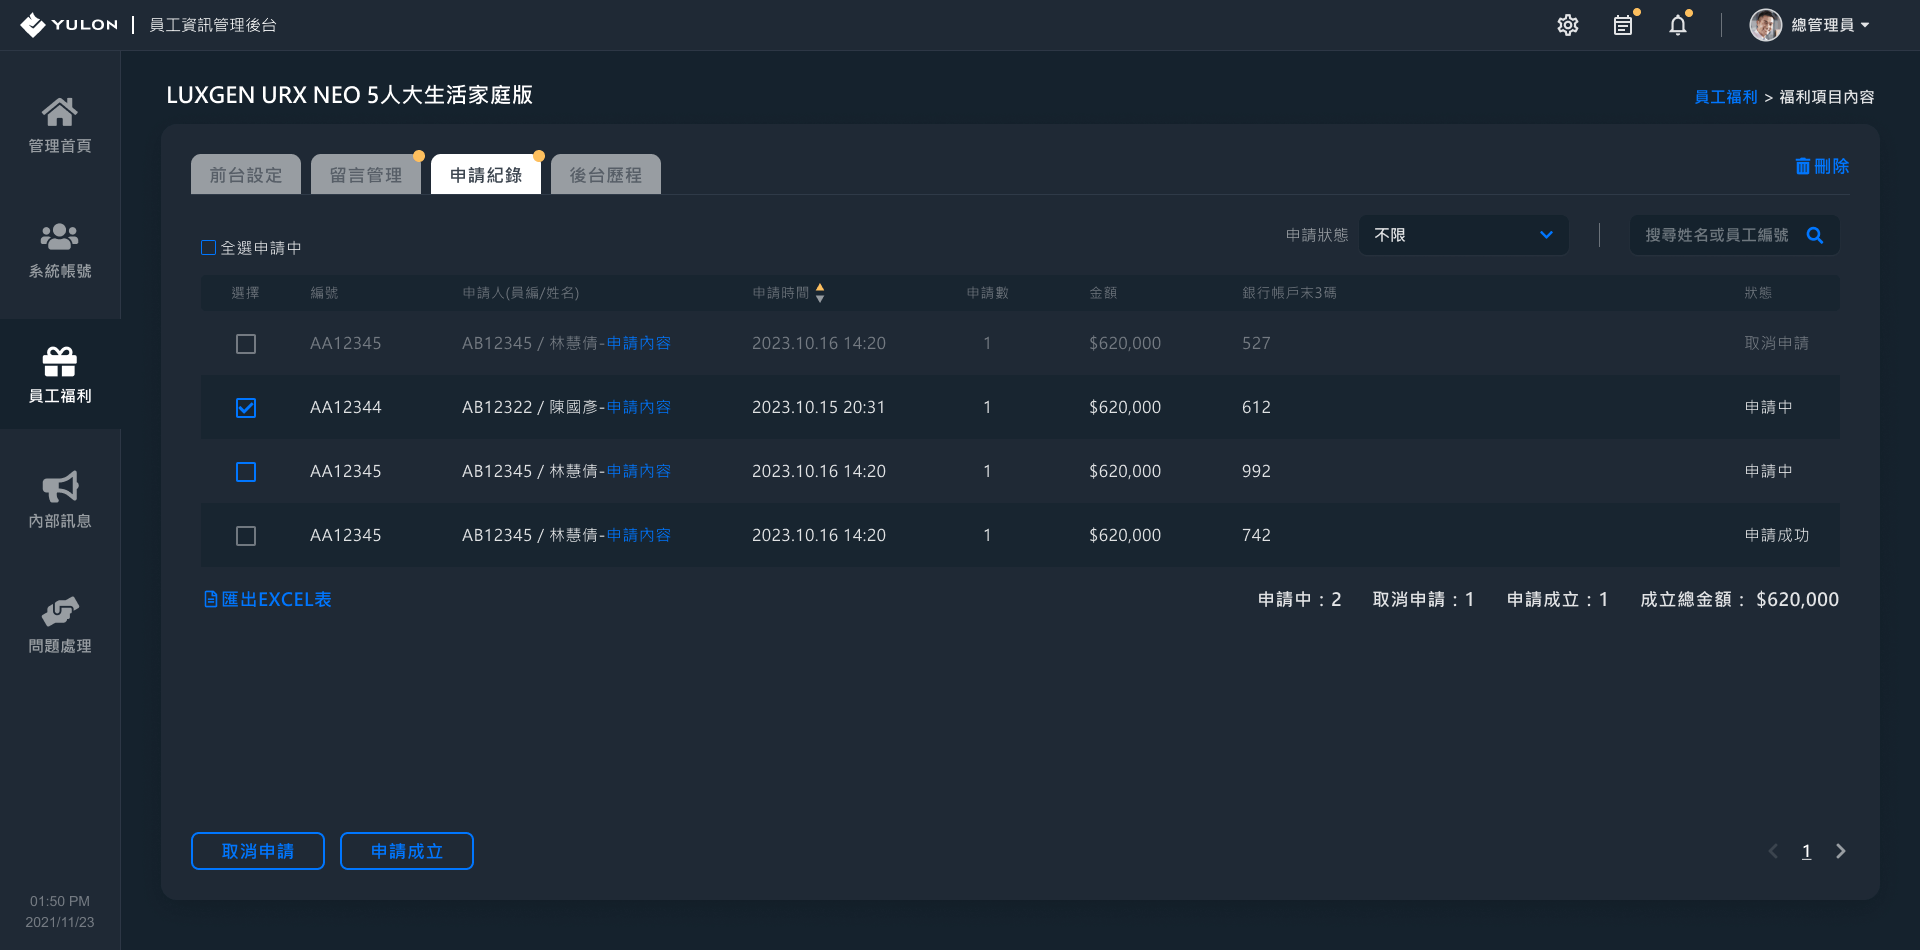 YULON | 員工資訊管理後台
總管理員
管理首頁
系統帳號
員工福利
內部訊息
問題處理
01:50 PM
2021/11/23
LUXGEN URX NEO 5人大生活家庭版
員工福利 > 福利項目內容
前台設定 留言管理 申請紀錄 後台歷程
刪除
全選申請中
申請狀態 不限 搜尋姓名或員工編號
選擇 編號 申請人(員編/姓名) 申請時間 申請數 金額 銀行帳戶末3碼 狀態
AA12345 AB12345 / 林慧倩-申請內容 2023.10.16 14:20 1 $620,000 527 取消申請
AA12344 AB12322 / 陳國彥-申請內容 2023.10.15 20:31 1 $620,000 612 申請中
AA12345 AB12345 / 林慧倩-申請內容 2023.10.16 14:20 1 $620,000 992 申請中
AA12345 AB12345 / 林慧倩-申請內容 2023.10.16 14:20 1 $620,000 742 申請成功
匯出EXCEL表
申請中：2 取消申請：1 申請成立：1 成立總金額： $620,000
取消申請 申請成立
1